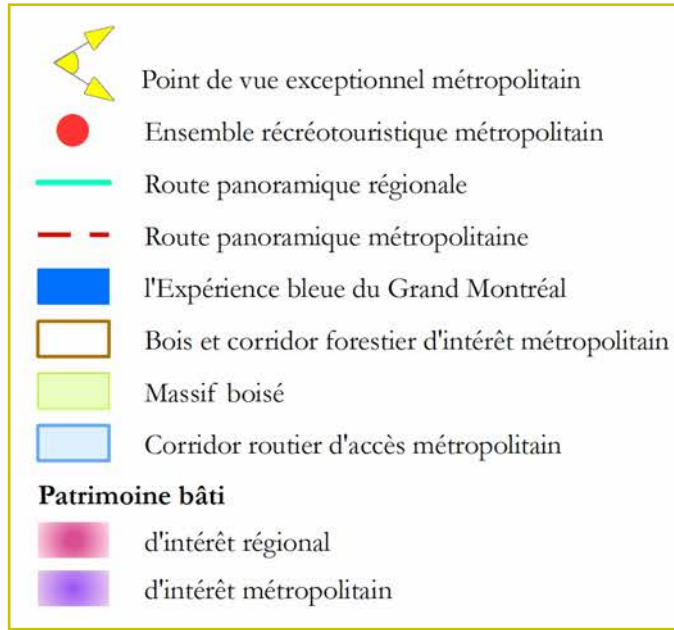 Point de vue exceptionnel métropolitain
Ensemble récréotouristique métropolitain
Route panoramique régionale
Route panoramique métropolitaine
l'Expérience bleue du Grand Montréal
Bois et corridor forestier d'intérêt métropolitain
Massif boisé
Corridor routier d'accès métropolitain
Patrimoine bâti
d'intérêt régional
d'intérêt métropolitain